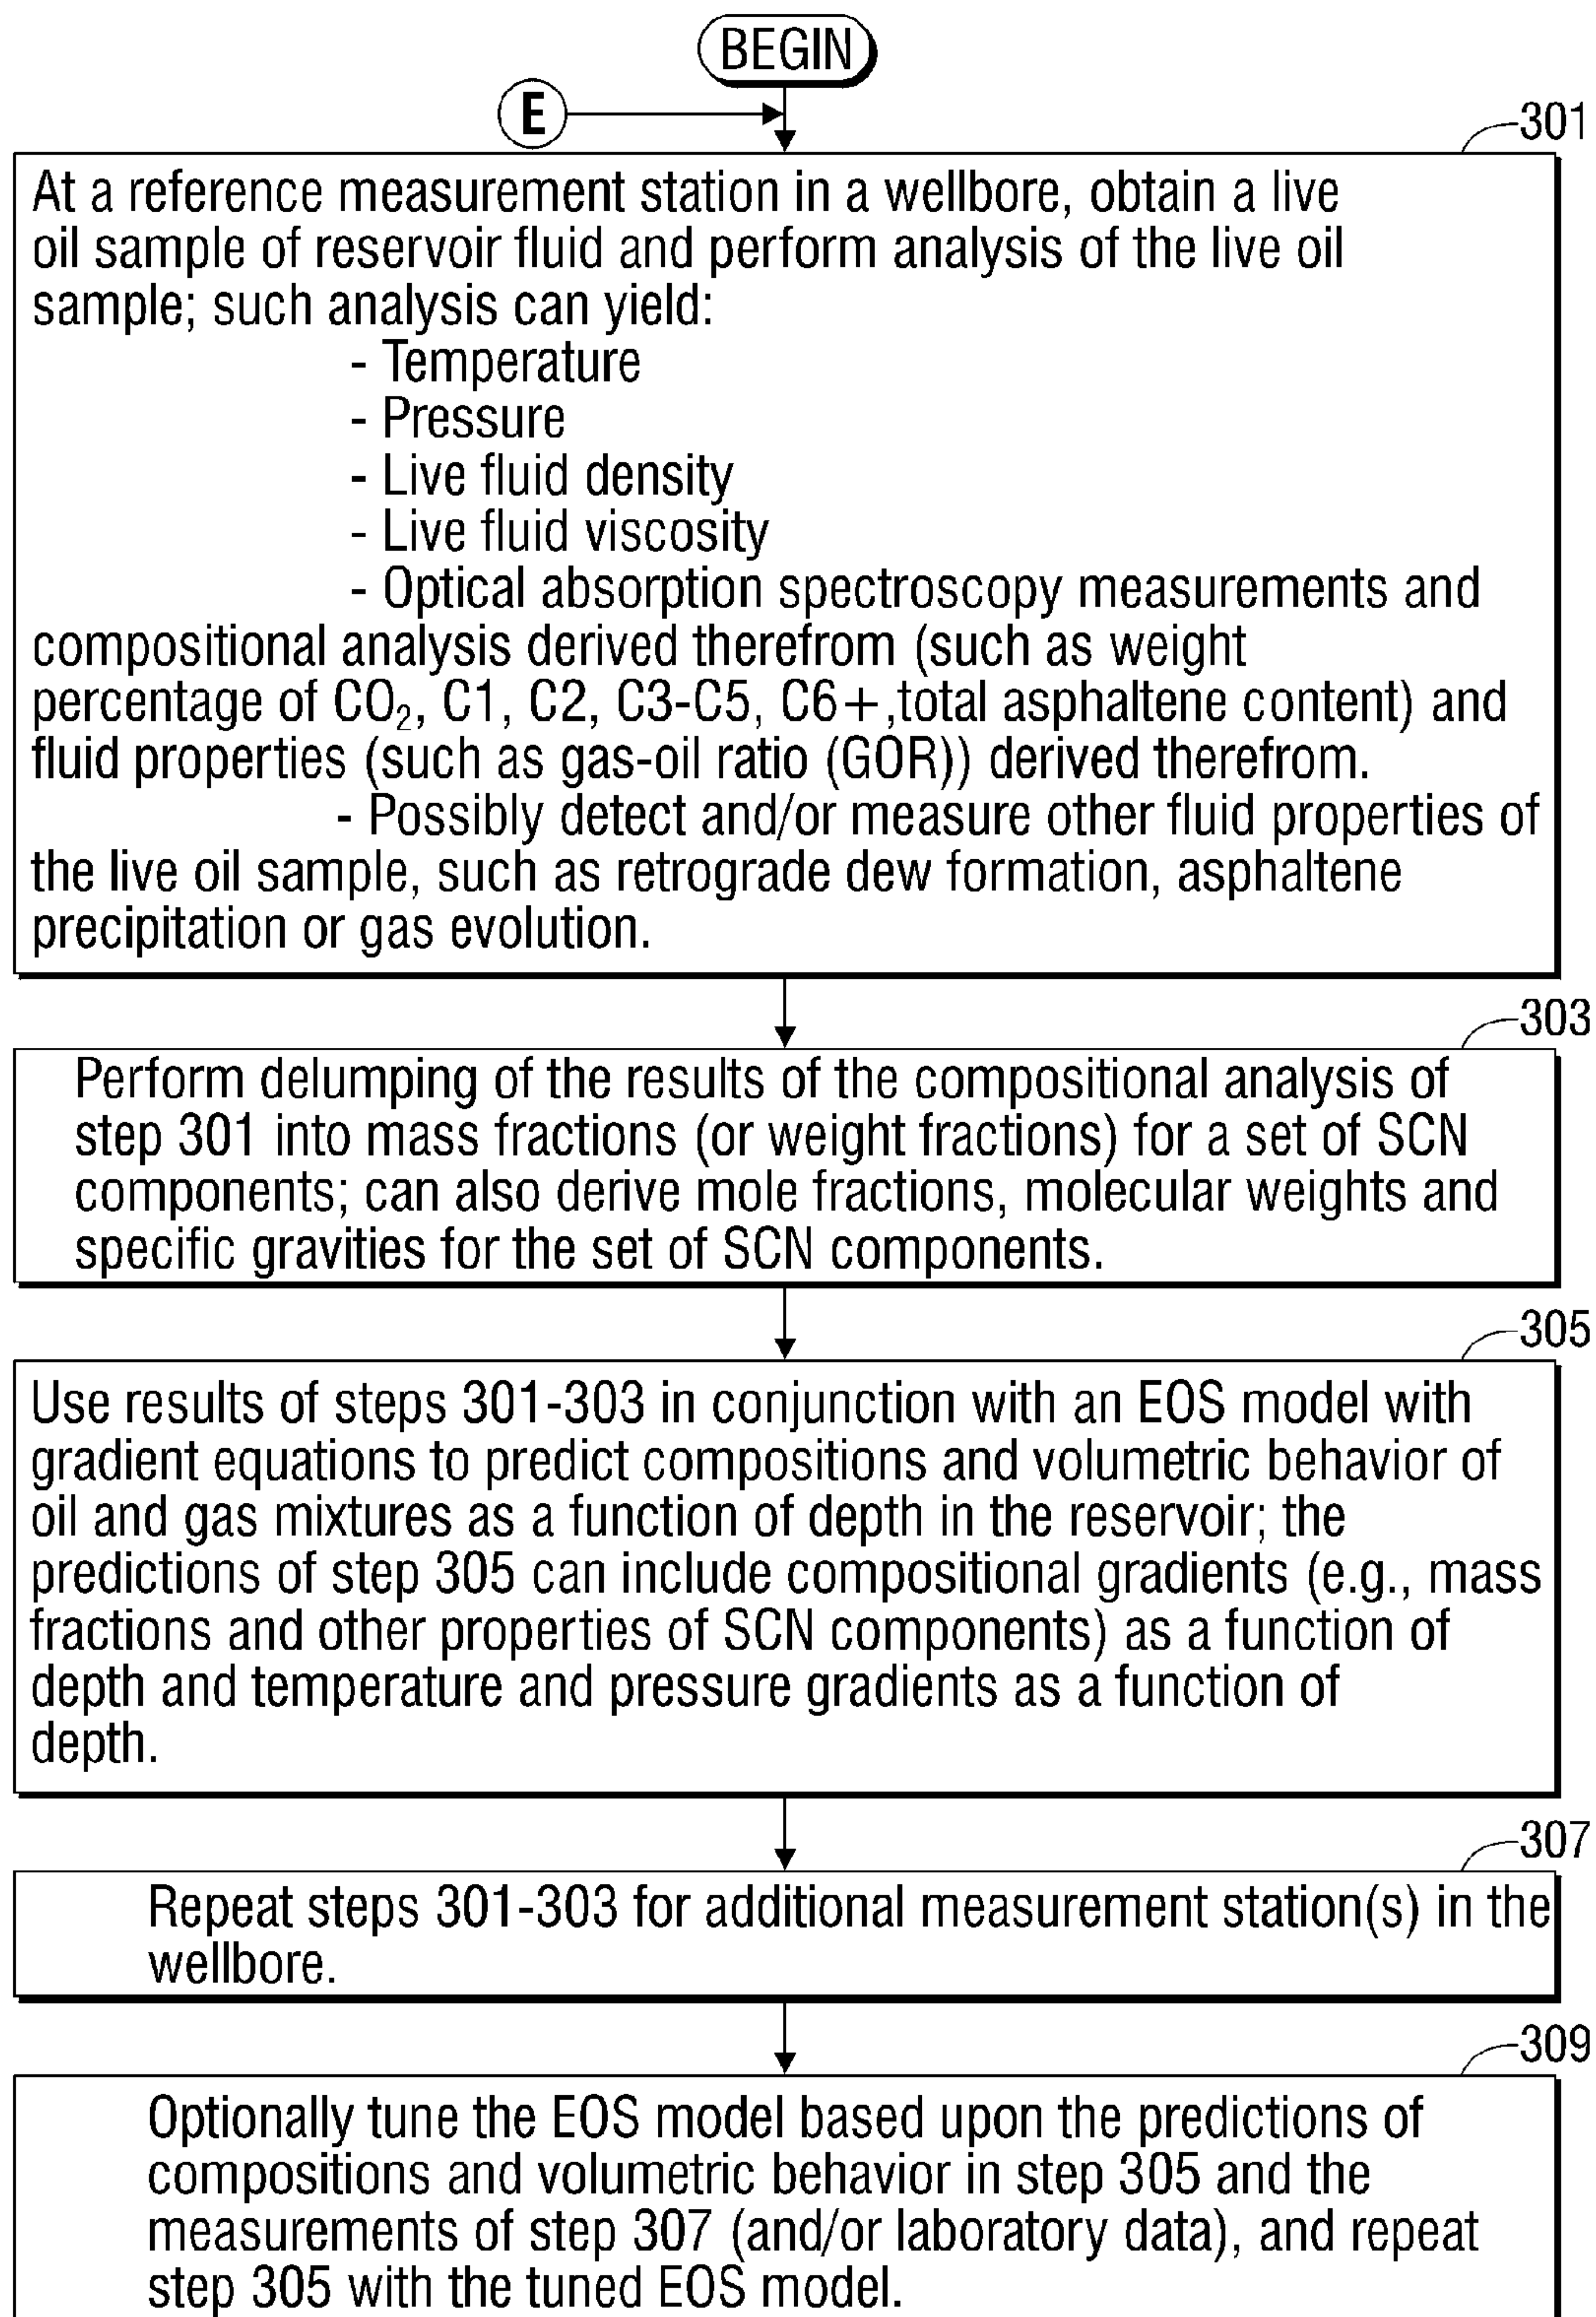 BEGIN
E
301
At a reference measurement station in a wellbore, obtain a live
oil sample of reservoir fluid and perform analysis of the live oil
sample; such analysis can yield:
- Temperature
- Pressure
- Live fluid density
- Live fluid viscosity
- Optical absorption spectroscopy measurements and
compositional analysis derived therefrom (such as weight
percentage of CO₂, C1, C2, C3-C5, C6+,total asphaltene content) and
fluid properties (such as gas-oil ratio (GOR)) derived therefrom.
- Possibly detect and/or measure other fluid properties of
the live oil sample, such as retrograde dew formation, asphaltene
precipitation or gas evolution.
303
Perform delumping of the results of the compositional analysis of
step 301 into mass fractions (or weight fractions) for a set of SCN
components; can also derive mole fractions, molecular weights and
specific gravities for the set of SCN components.
305
Use results of steps 301-303 in conjunction with an EOS model with
gradient equations to predict compositions and volumetric behavior of
oil and gas mixtures as a function of depth in the reservoir; the
predictions of step 305 can include compositional gradients (e.g., mass
fractions and other properties of SCN components) as a function of
depth and temperature and pressure gradients as a function of
depth.
307
Repeat steps 301-303 for additional measurement station(s) in the
wellbore.
309
Optionally tune the EOS model based upon the predictions of
compositions and volumetric behavior in step 305 and the
measurements of step 307 (and/or laboratory data), and repeat
step 305 with the tuned EOS model.